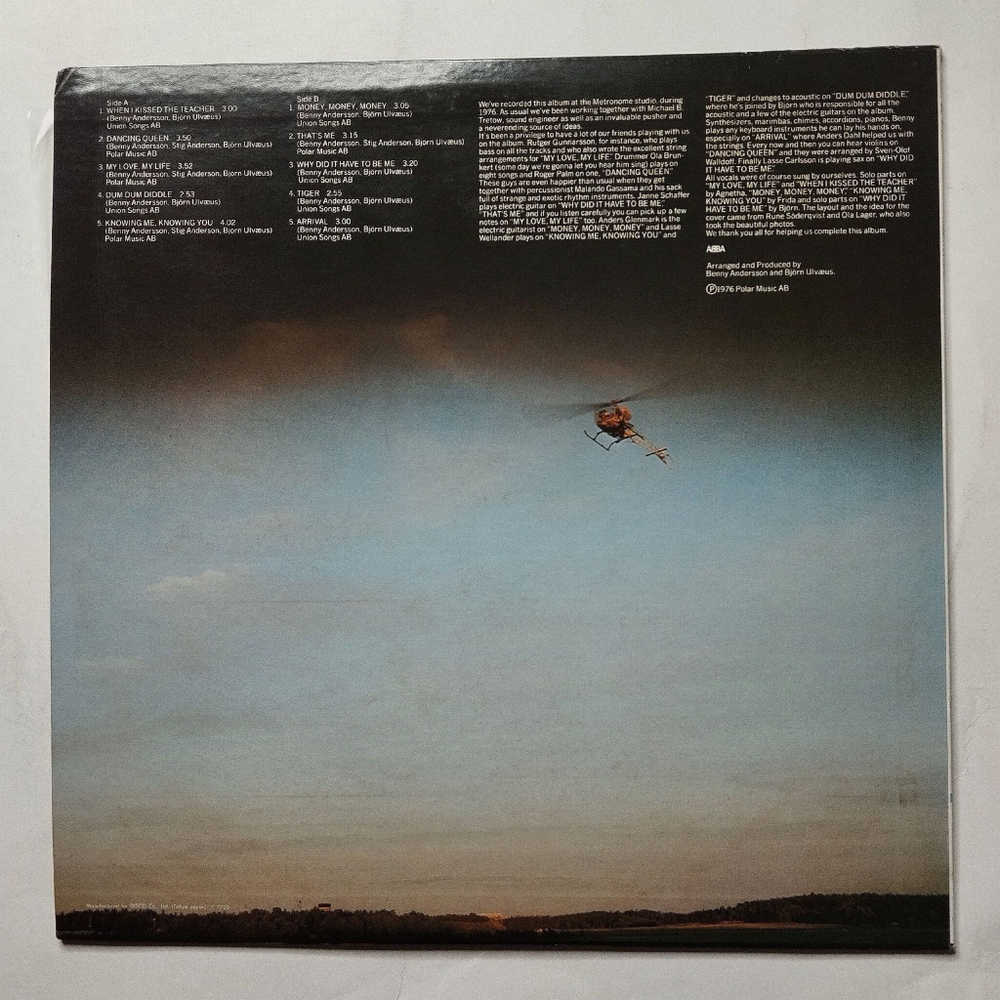 Side A
1. WHEN I KISSED THE TEACHER 3.00
(Benny Andersson, Björn Ulvæus)
Union Songs AB
2. DANCING QUEEN 3.50
(Benny Andersson, Stig Anderson, Björn Ulvæus)
Polar Music AB
3. MY LOVE, MY LIFE 3.52
(Benny Andersson, Stig Anderson, Björn Ulvæus)
Polar Music AB
4. DUM DUM DIDDLE 2.53
(Benny Andersson, Björn Ulvæus)
Union Songs AB
5. KNOWING ME, KNOWING YOU 4.02
(Benny Andersson, Stig Anderson, Björn Ulvæus)
Polar Music AB
Side B
1. MONEY, MONEY, MONEY 3.05
(Benny Andersson, Björn Ulvæus)
Union Songs AB
2. THAT'S ME 3.15
(Benny Andersson, Stig Anderson, Björn Ulvæus)
Polar Music AB
3. WHY DID IT HAVE TO BE ME 3.20
(Benny Andersson, Björn Ulvæus)
Union Songs AB
4. TIGER 2.55
(Benny Andersson, Björn Ulvæus)
Union Songs AB
5. ARRIVAL 3.00
(Benny Andersson, Björn Ulvæus)
Union Songs AB
We've recorded this album at the Metronome studio, during
1976. As usual we've been working together with Michael B.
Tretow, sound engineer as well as an invaluable pusher and
a neverending source of ideas.
It's been a privilege to have a lot of our friends playing with us
on the album. Rutger Gunnarsson, for instance, who plays
bass on all the tracks and who also wrote the excellent string
arrangements for "MY LOVE, MY LIFE." Drummer Ola Brun-
kert (some day we're gonna let you hear him sing) plays on
eight songs and Roger Palm on one, "DANCING QUEEN"
These guys are even happier than usual when they get
together with percussionist Malando Gassama and his sack
full of strange and exotic rhythm instruments. Janne Schaffer
plays electric guitar on "WHY DID IT HAVE TO BE ME,"
"THAT'S ME" and if you listen carefully you can pick up a few
notes on "MY LOVE, MY LIFE" too. Anders Glenmark is the
electric guitarist on "MONEY, MONEY, MONEY" and Lasse
Wellander plays on "KNOWING ME, KNOWING YOU" and
"TIGER" and changes to acoustic on "DUM DUM DIDDLE,"
where he's joined by Björn who is responsible for all the
acoustic and a few of the electric guitars on the album.
Synthesizers, marimbas, chimes, accordions, pianos, Benny
plays any keyboard instruments he can lay his hands on,
especially on "ARRIVAL" where Anders Dahl helped us with
the strings. Every now and then you can hear violins on
"DANCING QUEEN" and they were arranged by Sven-Olof
Walldoff. Finally Lasse Carlsson is playing sax on "WHY DID
IT HAVE TO BE ME."
All vocals were of course sung by ourselves. Solo parts on
"MY LOVE, MY LIFE" and "WHEN I KISSED THE TEACHER"
by Agnetha, "MONEY, MONEY, MONEY," "KNOWING ME,
KNOWING YOU" by Frida and solo parts on "WHY DID IT
HAVE TO BE ME" by Björn. The layout and the idea for the
cover came from Rune Söderqvist and Ola Lager, who also
took the beautiful photos.
We thank you all for helping us complete this album.
ABBA
Arranged and Produced by
Benny Andersson and Björn Ulvæus.
Ⓟ1976 Polar Music AB
Manufactured by DISCO Co., Ltd. (Tokyo Japan)